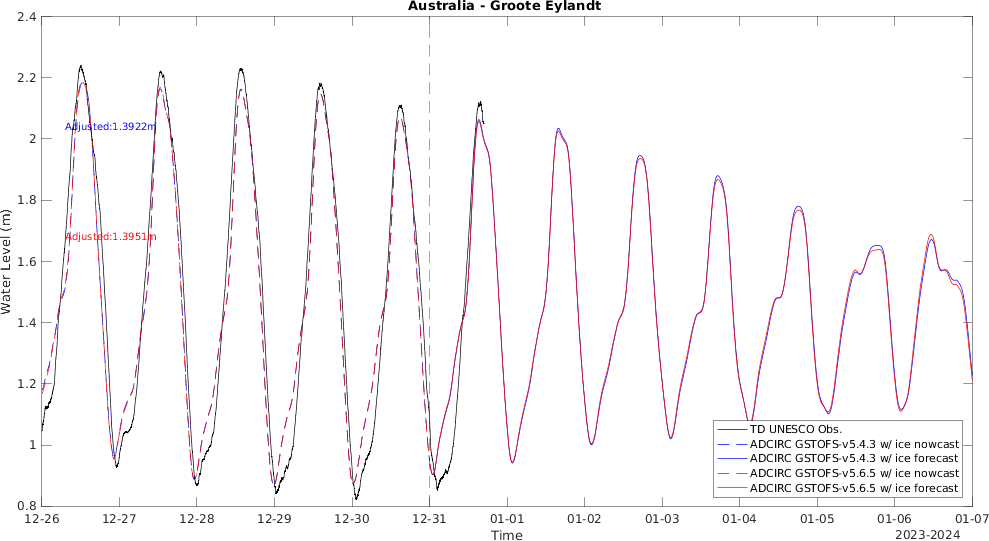 Australia - Groote Eylandt
Water Level (m)
2.4
2.2
2
1.8
1.6
1.4
1.2
1
0.8
Adjusted:1.3922m
Adjusted:1.3951m
TD UNESCO Obs.
ADCIRC GSTOFS-v5.4.3 w/ ice nowcast
ADCIRC GSTOFS-v5.4.3 w/ ice forecast
ADCIRC GSTOFS-v5.6.5 w/ ice nowcast
ADCIRC GSTOFS-v5.6.5 w/ ice forecast
12-26 12-27 12-28 12-29 12-30 12-31 01-01 01-02 01-03 01-04 01-05 01-06 01-07
Time
2023-2024